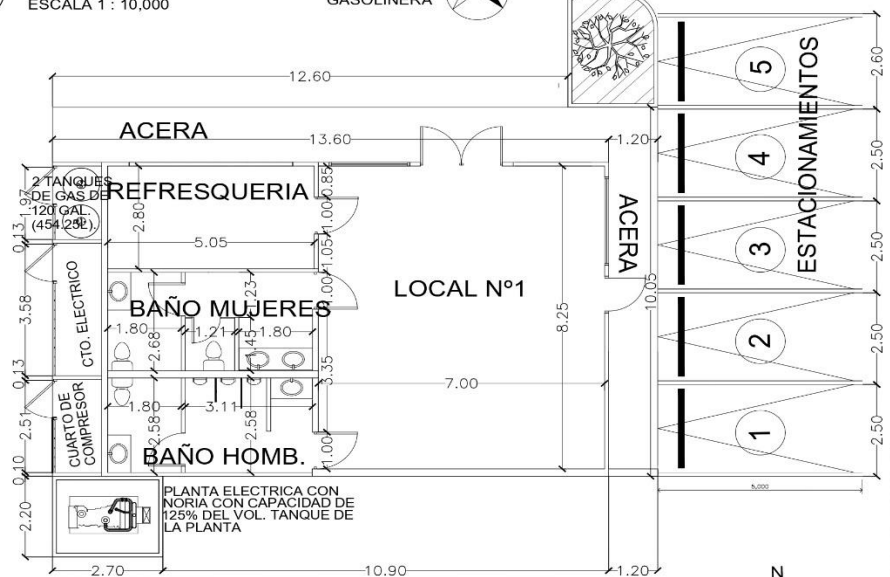 ESCALA 1 : 10,000
GASOLINERA
12.60
ACERA
13.60
1.20
2 TANQUES
DE GAS DE
120 GAL.
(454.25L).
REFRESQUERIA
2.80
5.05
0.85
1.00
1.05
1.00
3.35
1.00
1.97
0.13
3.58
0.13
2.51
0.10
2.20
CTO. ELECTRICO
BAÑO MUJERES
1.23
1.80
1.21
1.80
2.68
1.45
CUARTO DE
COMPRESOR
1.80
3.11
2.58
2.58
BAÑO HOMB.
LOCAL Nº1
8.25
7.00
ACERA
10.05
ESTACIONAMIENTOS
5
4
3
2
1
2.60
2.50
2.50
2.50
2.50
5,000
PLANTA ELECTRICA CON
NORIA CON CAPACIDAD DE
125% DEL VOL. TANQUE DE
LA PLANTA
2.70
10.90
1.20
N